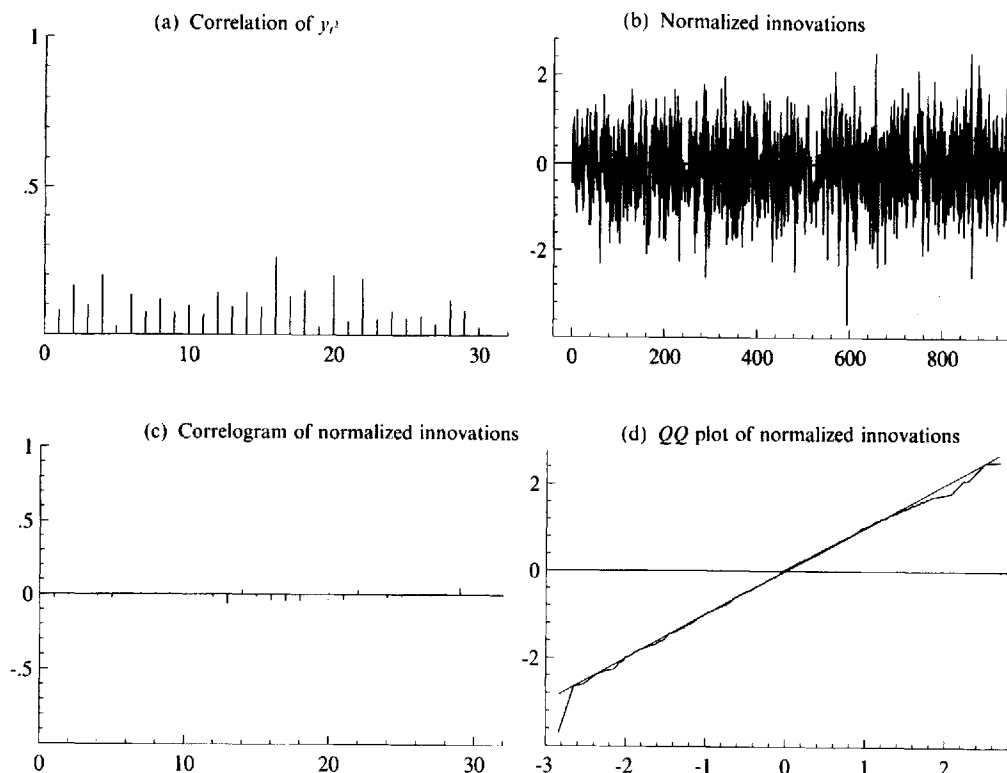 (a) Correlation of yₜ²
1
.5
0 10 20 30
(b) Normalized innovations
2
0
-2
0 200 400 600 800
(c) Correlogram of normalized innovations
1
.5
0
-.5
0 10 20 30
(d) QQ plot of normalized innovations
2
0
-2
-3 -2 -1 0 1 2